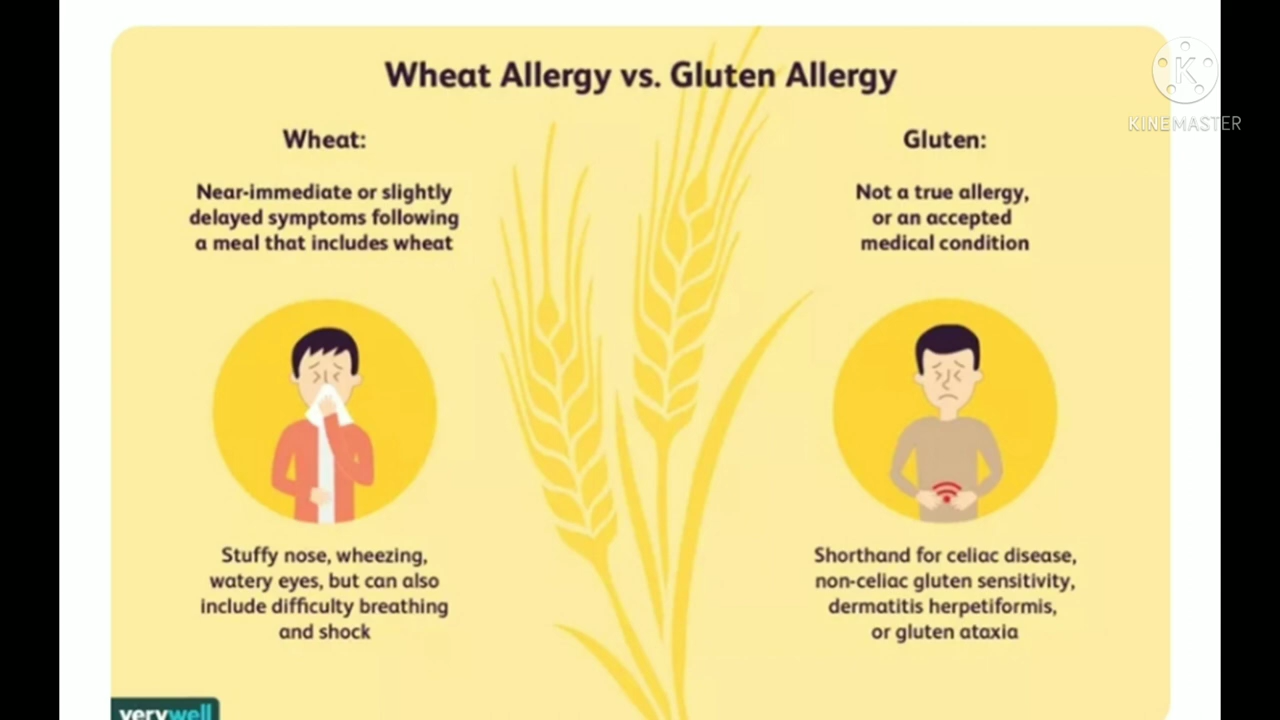 Wheat Allergy vs. Gluten Allergy
Wheat:
Near-immediate or slightly
delayed symptoms following
a meal that includes wheat
Stuffy nose, wheezing,
watery eyes, but can also
include difficulty breathing
and shock
Gluten:
Not a true allergy,
or an accepted
medical condition
Shorthand for celiac disease,
non-celiac gluten sensitivity,
dermatitis herpetiformis,
or gluten ataxia
K
KINEMASTER
verywell